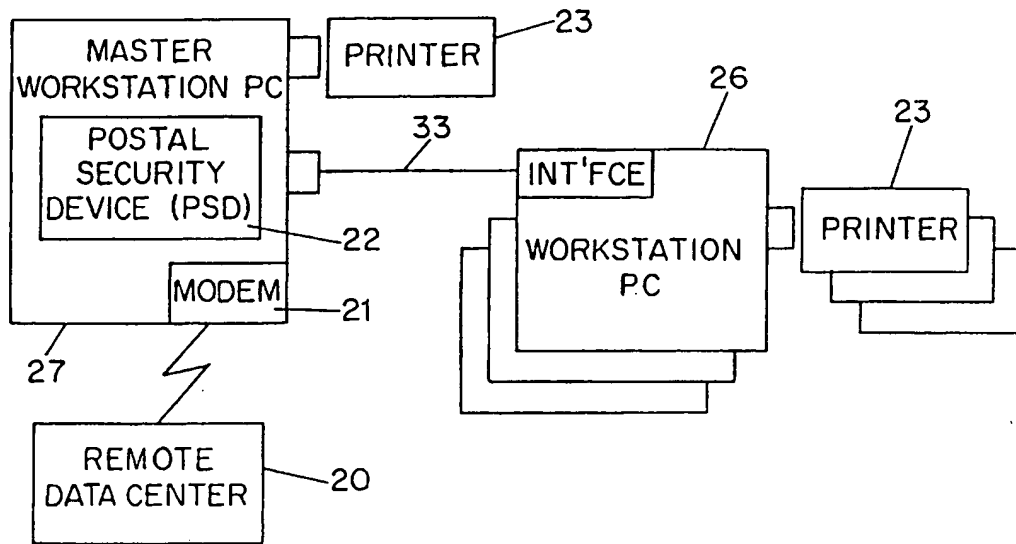 MASTER
WORKSTATION PC
POSTAL
SECURITY
DEVICE (PSD)
22
MODEM
21
27
PRINTER
23
33
26
INT'FCE
WORKSTATION
PC
23
PRINTER
REMOTE
DATA CENTER
20